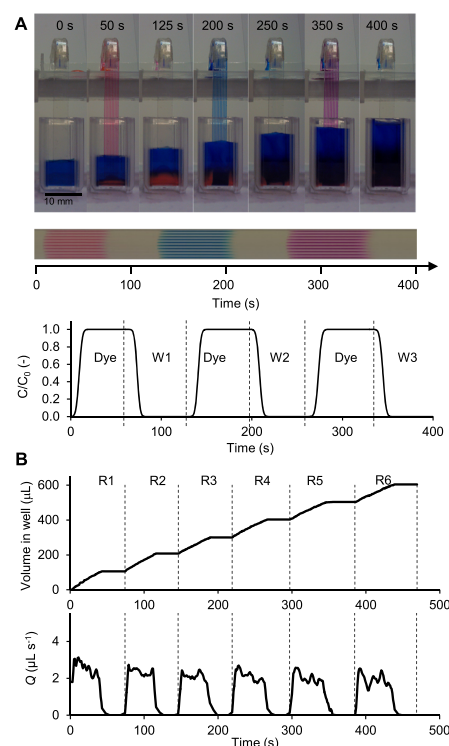 A
0 s 50 s 125 s 200 s 250 s 350 s 400 s
10 mm
0 100 200 300 400
Time (s)
C/C0 (-)
1.0
0.8
0.6
0.4
0.2
0.0
Dye W1 Dye W2 Dye W3
0 100 200 300 400
Time (s)
B
Volume in well (µL)
R1 R2 R3 R4 R5 R6
600
400
200
0
0 100 200 300 400 500
Q (µL s⁻¹)
4
2
0
0 100 200 300 400 500
Time (s)